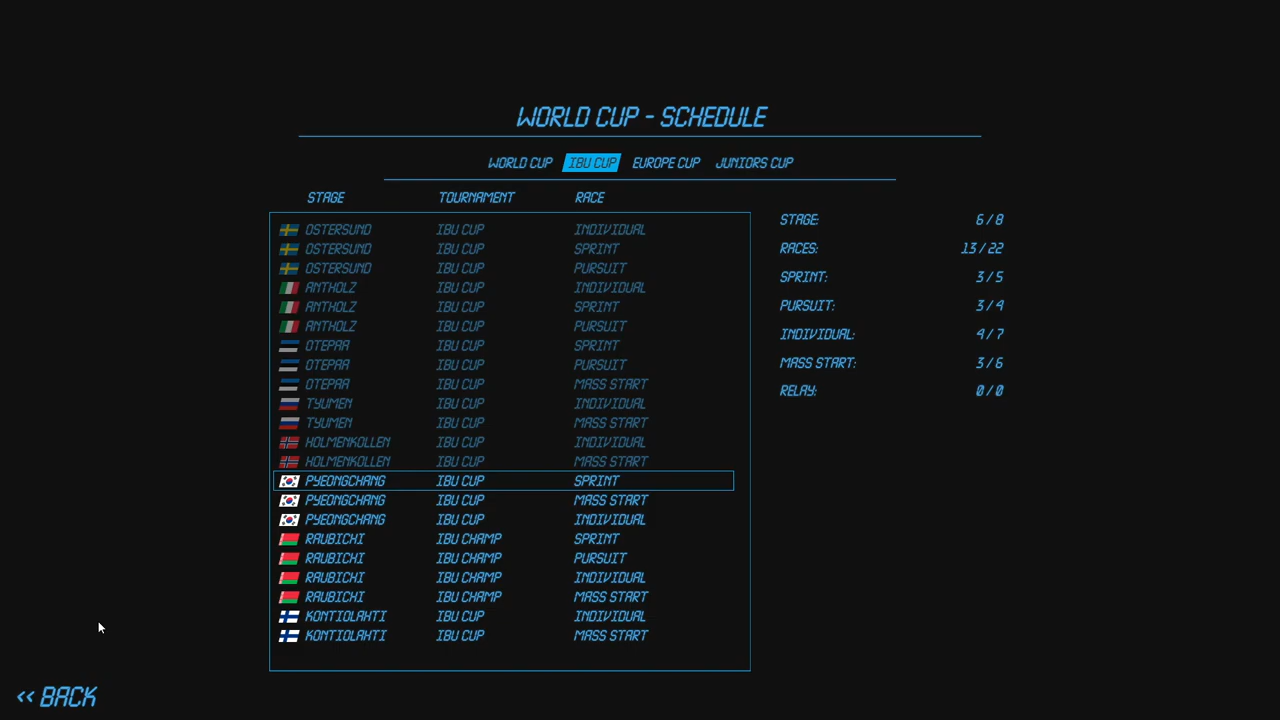 WORLD CUP - SCHEDULE
WORLD CUP IBU CUP EUROPE CUP JUNIORS CUP
STAGE TOURNAMENT RACE
OSTERSUND IBU CUP INDIVIDUAL
OSTERSUND IBU CUP SPRINT
OSTERSUND IBU CUP PURSUIT
ANTHOLZ IBU CUP INDIVIDUAL
ANTHOLZ IBU CUP SPRINT
ANTHOLZ IBU CUP PURSUIT
OTEPAA IBU CUP SPRINT
OTEPAA IBU CUP PURSUIT
OTEPAA IBU CUP MASS START
TYUMEN IBU CUP INDIVIDUAL
TYUMEN IBU CUP MASS START
HOLMENKOLLEN IBU CUP INDIVIDUAL
HOLMENKOLLEN IBU CUP MASS START
PYEONGCHANG IBU CUP SPRINT
PYEONGCHANG IBU CUP MASS START
PYEONGCHANG IBU CUP INDIVIDUAL
RAUBICHI IBU CHAMP SPRINT
RAUBICHI IBU CHAMP PURSUIT
RAUBICHI IBU CHAMP INDIVIDUAL
RAUBICHI IBU CHAMP MASS START
KONTIOLAHTI IBU CUP INDIVIDUAL
KONTIOLAHTI IBU CUP MASS START
STAGE: 6 / 8
RACES: 13 / 22
SPRINT: 3 / 5
PURSUIT: 3 / 4
INDIVIDUAL: 4 / 7
MASS START: 3 / 6
RELAY: 0 / 0
<< BACK